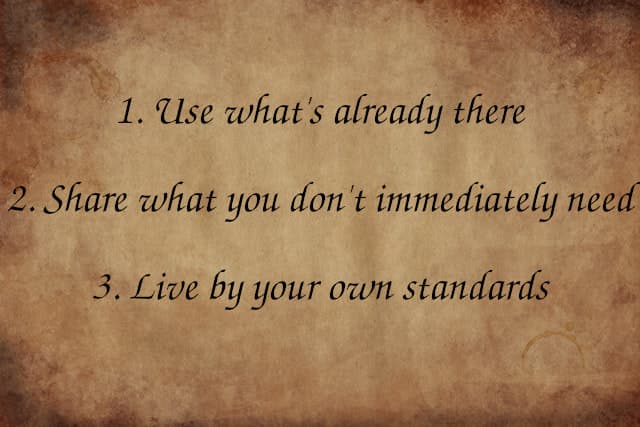 1. Use what's already there
2. Share what you don't immediately need
3. Live by your own standards